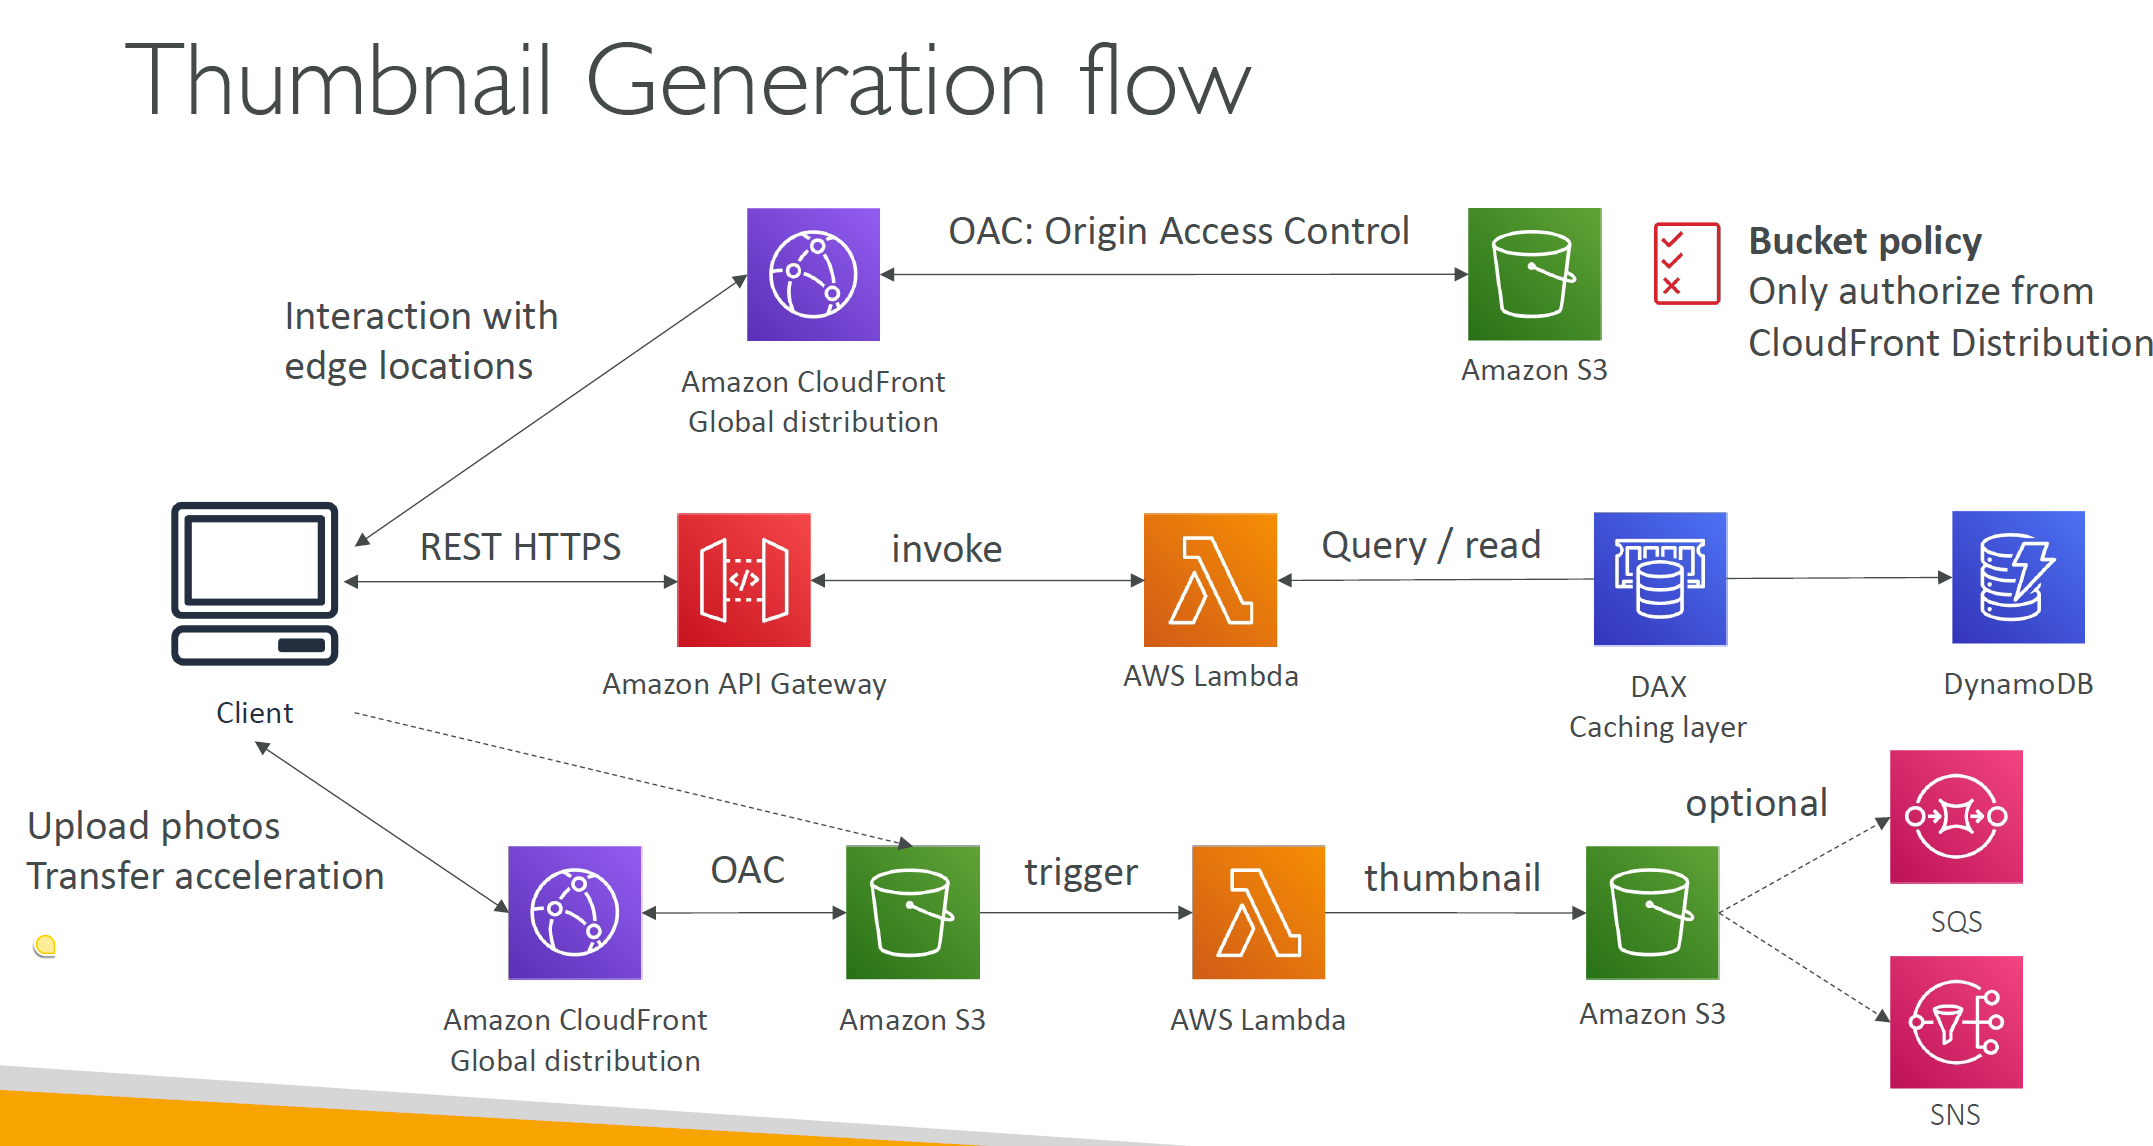 Thumbnail Generation flow
OAC: Origin Access Control
Bucket policy
Only authorize from
CloudFront Distribution
Interaction with
edge locations
Amazon CloudFront
Global distribution
Amazon S3
REST HTTPS
invoke
Query / read
Amazon API Gateway
AWS Lambda
DAX
Caching layer
DynamoDB
Client
Upload photos
Transfer acceleration
OAC
trigger
thumbnail
optional
SQS
Amazon CloudFront
Global distribution
Amazon S3
AWS Lambda
Amazon S3
SNS